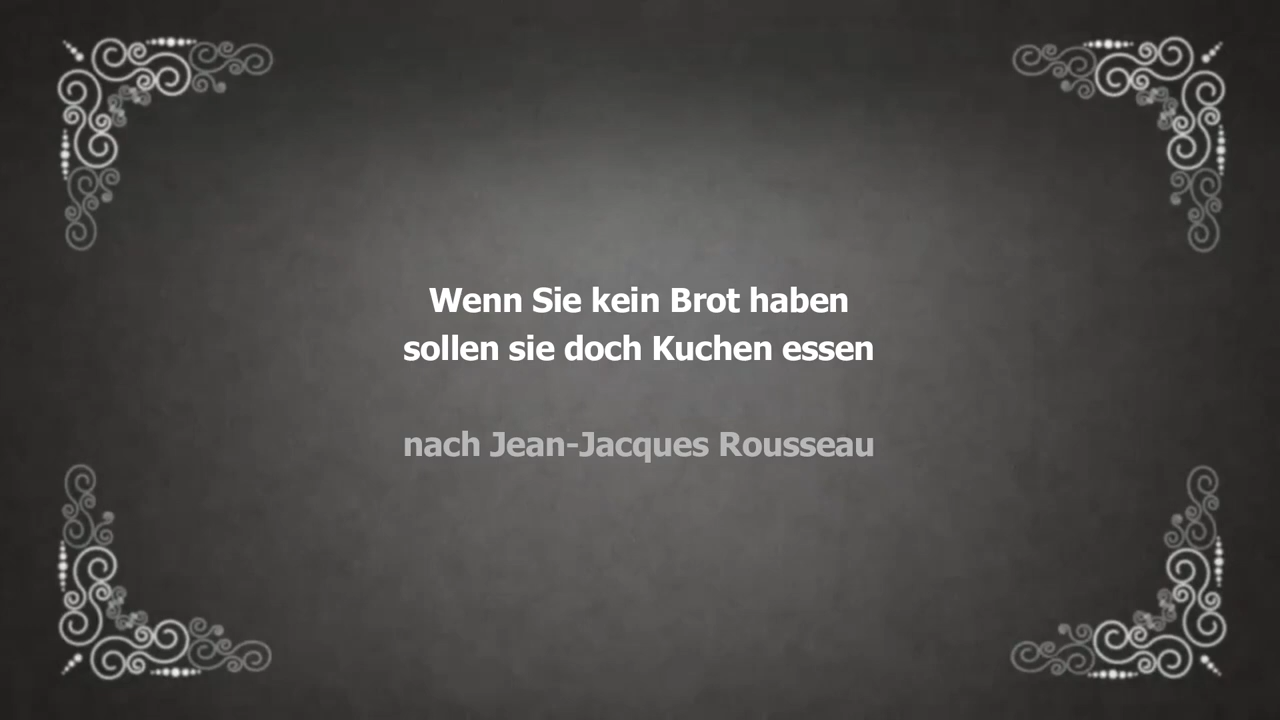 Wenn Sie kein Brot haben
sollen sie doch Kuchen essen
nach Jean-Jacques Rousseau